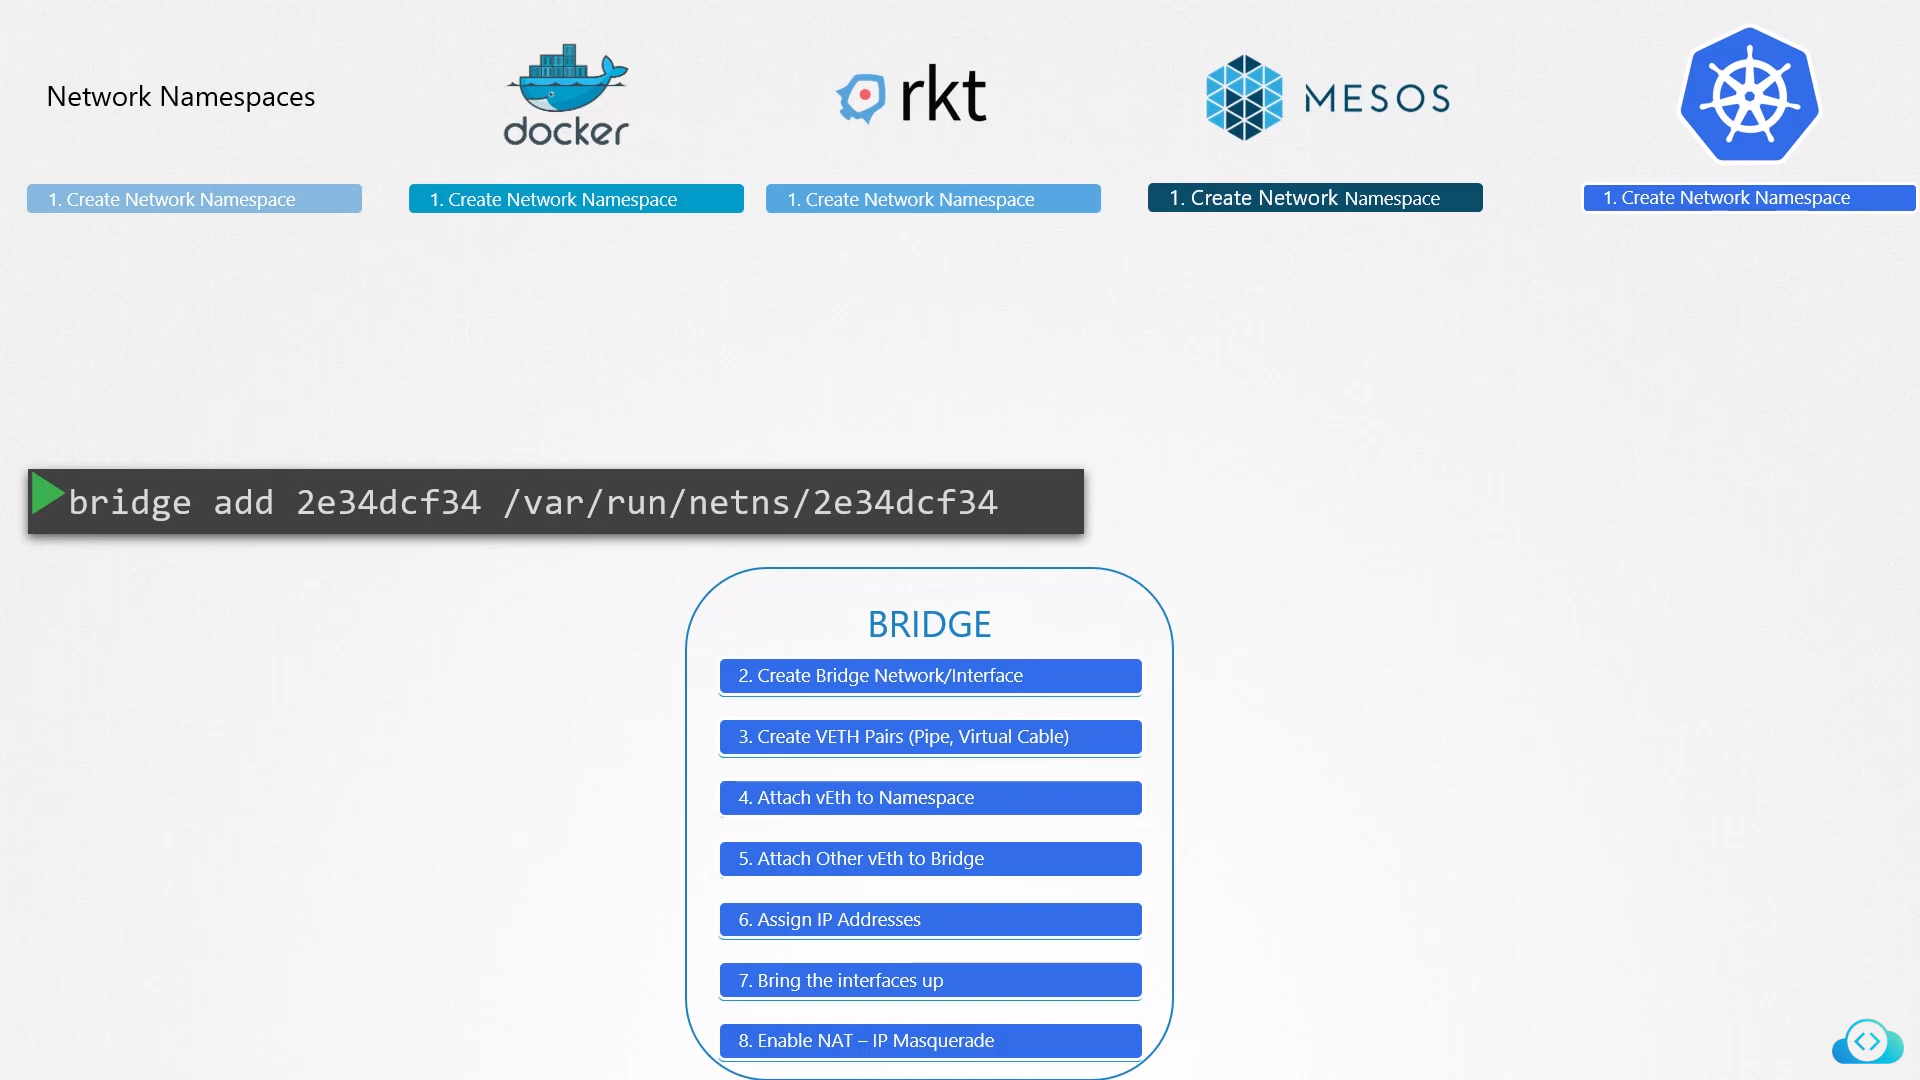 Network Namespaces
docker
rkt
MESOS
1. Create Network Namespace
1. Create Network Namespace
1. Create Network Namespace
1. Create Network Namespace
1. Create Network Namespace
bridge add 2e34dcf34 /var/run/netns/2e34dcf34
BRIDGE
2. Create Bridge Network/Interface
3. Create VETH Pairs (Pipe, Virtual Cable)
4. Attach vEth to Namespace
5. Attach Other vEth to Bridge
6. Assign IP Addresses
7. Bring the interfaces up
8. Enable NAT – IP Masquerade